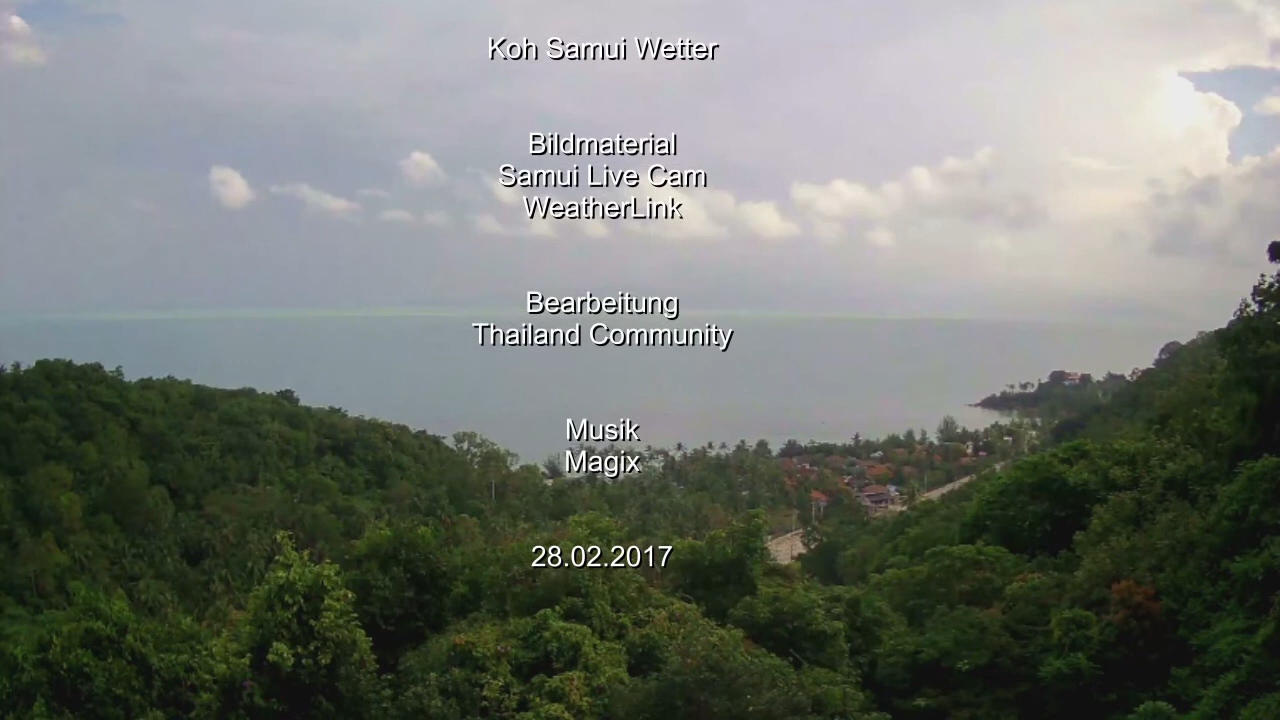 Koh Samui Wetter
Bildmaterial
Samui Live Cam
WeatherLink
Bearbeitung
Thailand Community
Musik
Magix
28.02.2017